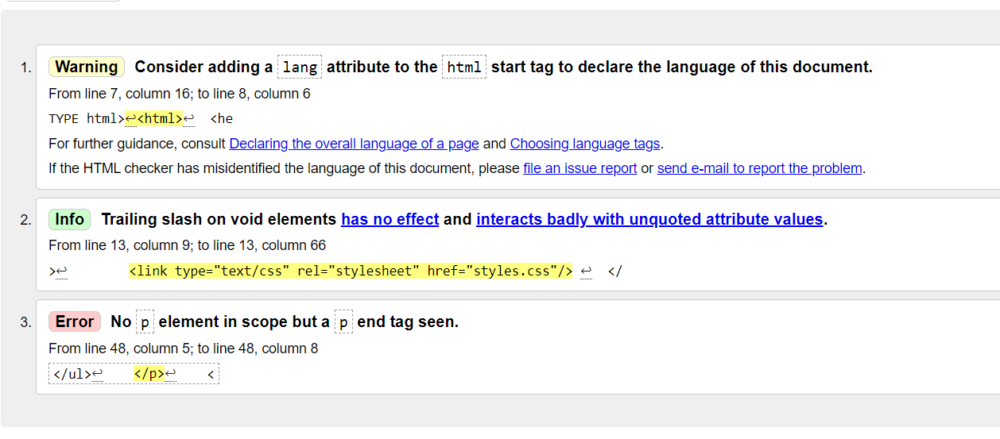 1. Warning Consider adding a lang attribute to the html start tag to declare the language of this document.
From line 7, column 16; to line 8, column 6
TYPE html>↩<html>↩  <he
For further guidance, consult Declaring the overall language of a page and Choosing language tags.
If the HTML checker has misidentified the language of this document, please file an issue report or send e-mail to report the problem.
2. Info Trailing slash on void elements has no effect and interacts badly with unquoted attribute values.
From line 13, column 9; to line 13, column 66
>↩        <link type="text/css" rel="stylesheet" href="styles.css"/> ↩  </
3. Error No p element in scope but a p end tag seen.
From line 48, column 5; to line 48, column 8
</ul>↩    </p>↩    <